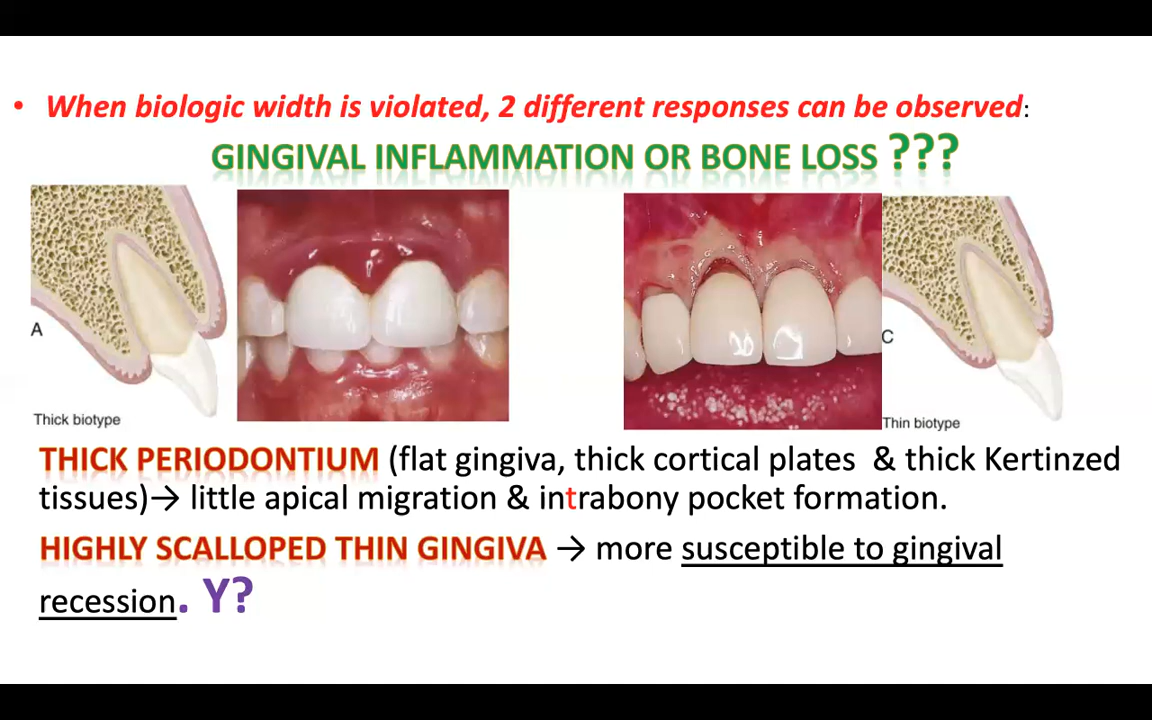 • When biologic width is violated, 2 different responses can be observed:
GINGIVAL INFLAMMATION OR BONE LOSS ???
A
Thick biotype
C
Thin biotype
THICK PERIODONTIUM (flat gingiva, thick cortical plates & thick Kertinzed
tissues)→ little apical migration & intrabony pocket formation.
HIGHLY SCALLOPED THIN GINGIVA → more susceptible to gingival
recession. Y?